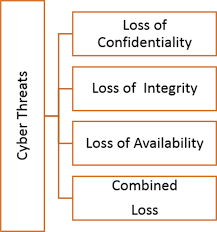 Cyber Threats
Loss of
Confidentiality
Loss of  Integrity
Loss of Availability
Combined
Loss